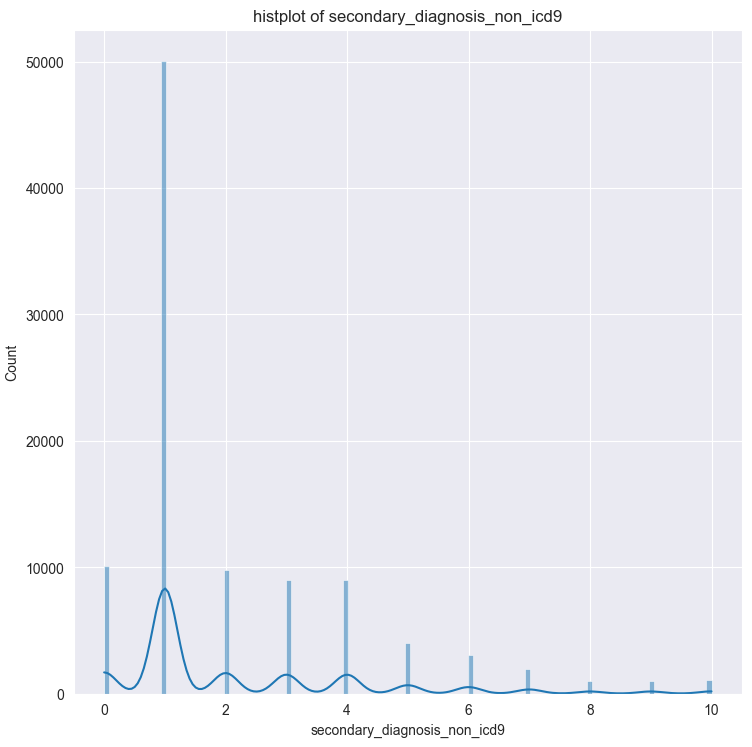 histplot of secondary_diagnosis_non_icd9
50000
40000
30000
20000
10000
0
Count
0 2 4 6 8 10
secondary_diagnosis_non_icd9